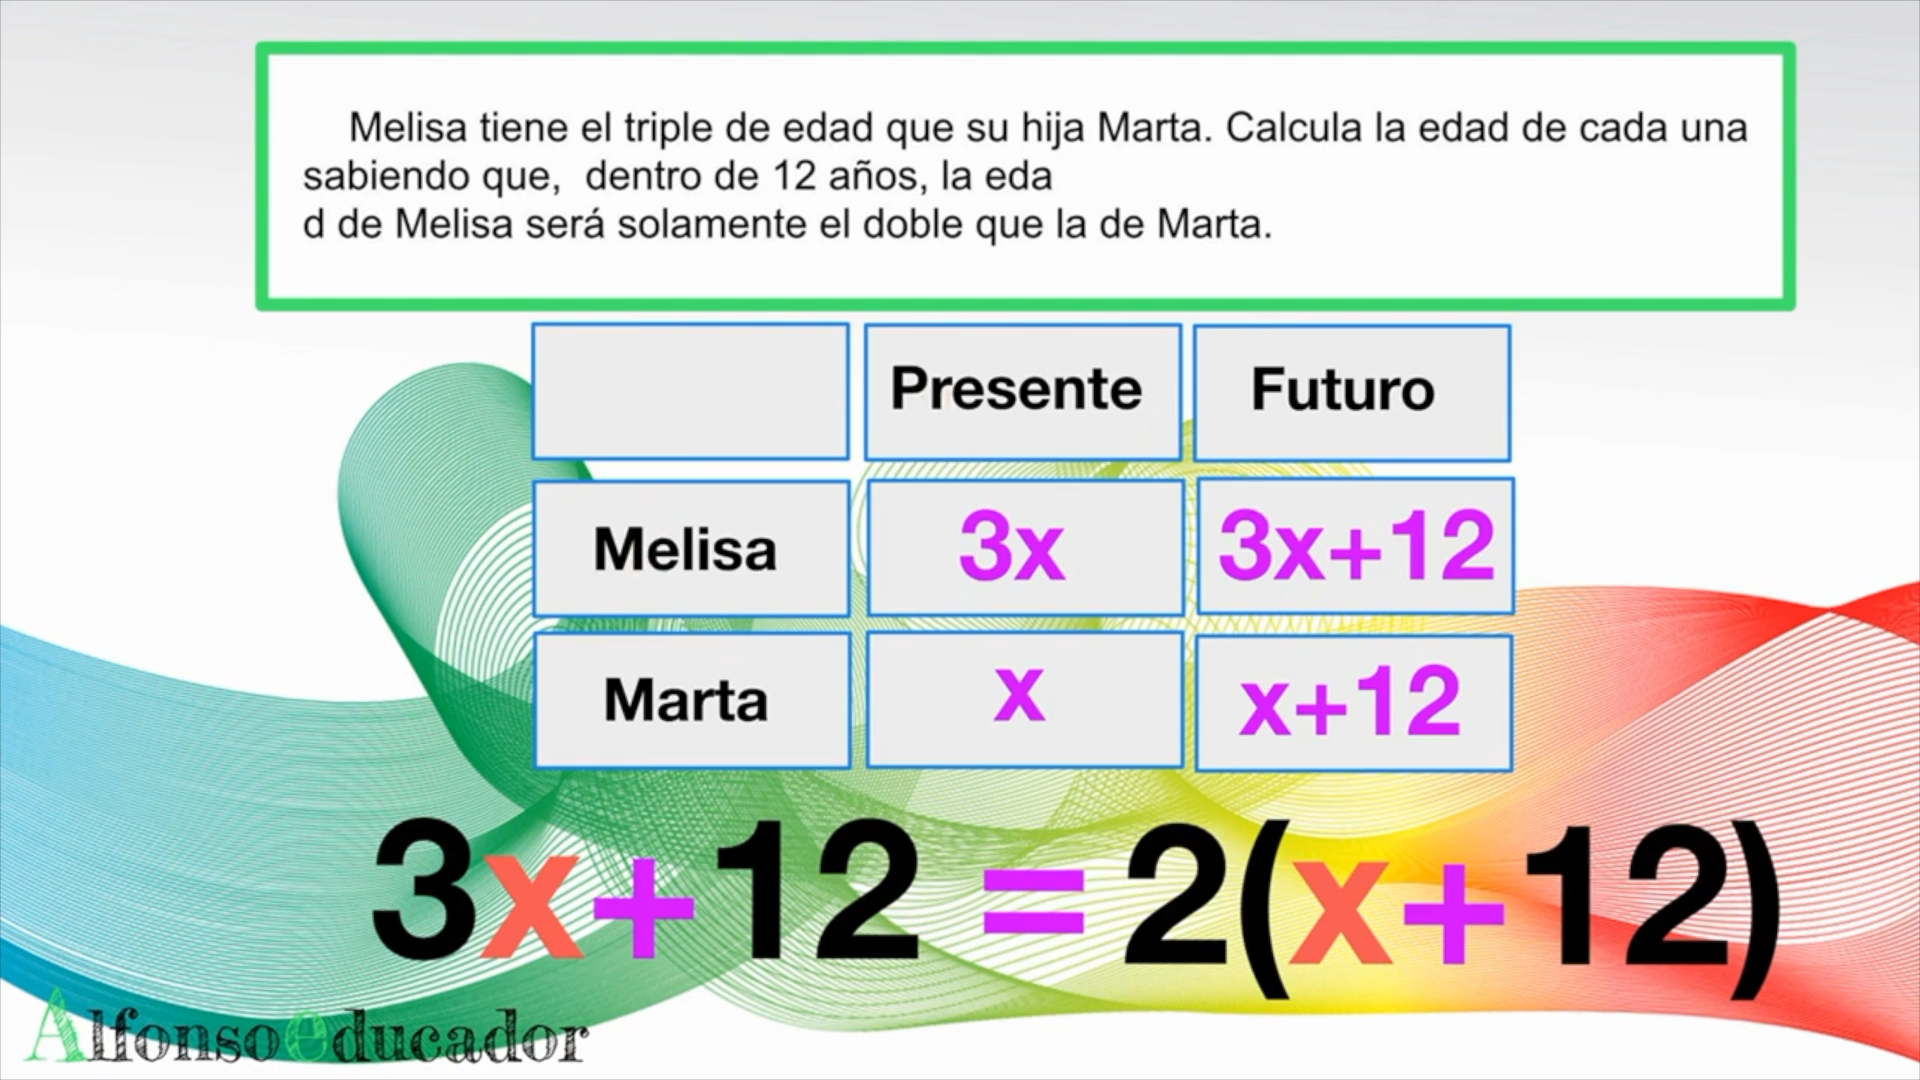 Melisa tiene el triple de edad que su hija Marta. Calcula la edad de cada una
sabiendo que, dentro de 12 años, la eda
d de Melisa será solamente el doble que la de Marta.
Presente Futuro
Melisa 3x 3x+12
Marta x x+12
3x+12 = 2(x+12)
Alfonso educador